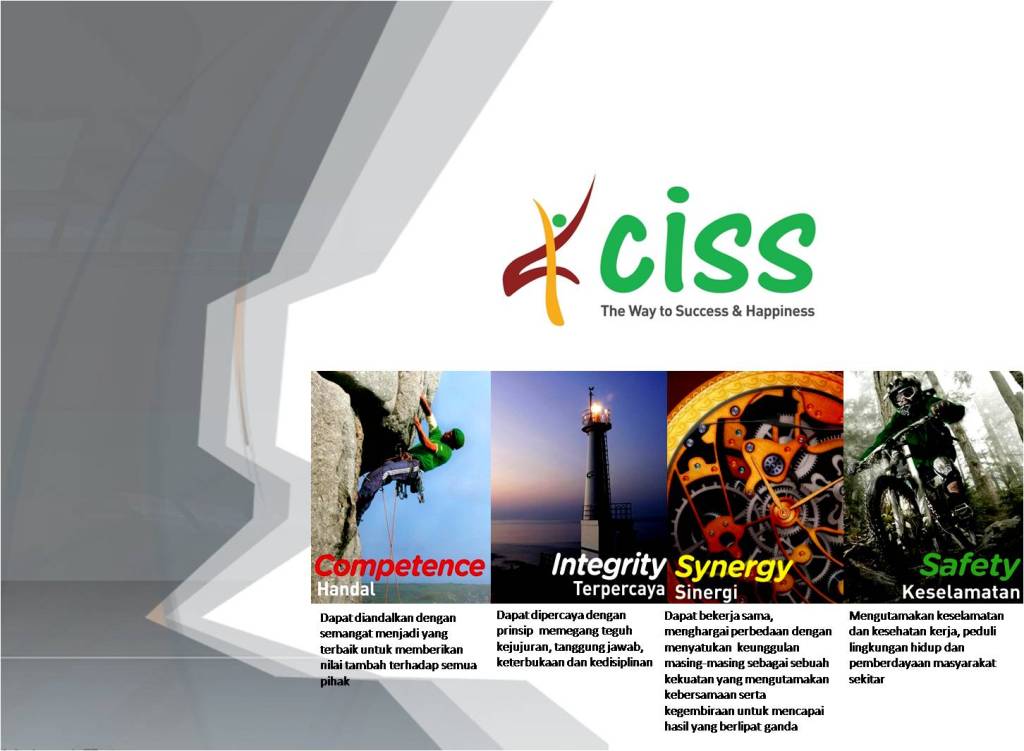 ciss
The Way to Success & Happiness
Competence
Handal
Dapat diandalkan dengan
semangat menjadi yang
terbaik untuk memberikan
nilai tambah terhadap semua
pihak
Integrity
Terpercaya
Dapat dipercaya dengan
prinsip memegang teguh
kejujuran, tanggung jawab,
keterbukaan dan kedisiplinan
Synergy
Sinergi
Dapat bekerja sama,
menghargai perbedaan dengan
menyatukan keunggulan
masing-masing sebagai sebuah
kekuatan yang mengutamakan
kebersamaan serta
kegembiraan untuk mencapai
hasil yang berlipat ganda
Safety
Keselamatan
Mengutamakan keselamatan
dan kesehatan kerja, peduli
lingkungan hidup dan
pemberdayaan masyarakat
sekitar